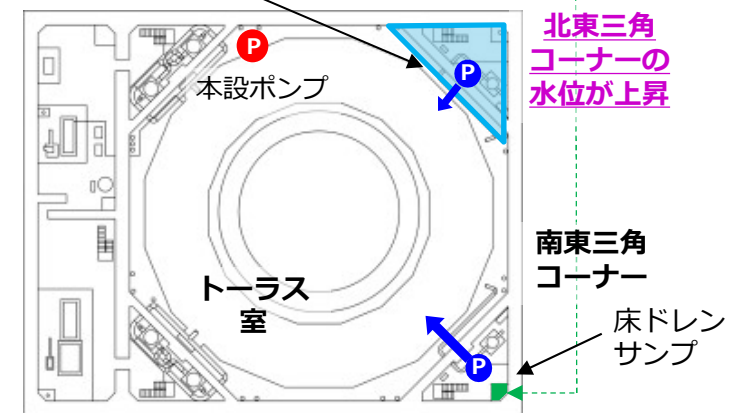 北東三角
コーナーの
水位が上昇
P
本設ポンプ
P
南東三角
コーナー
トーラス
室
床ドレン
サンプ
P